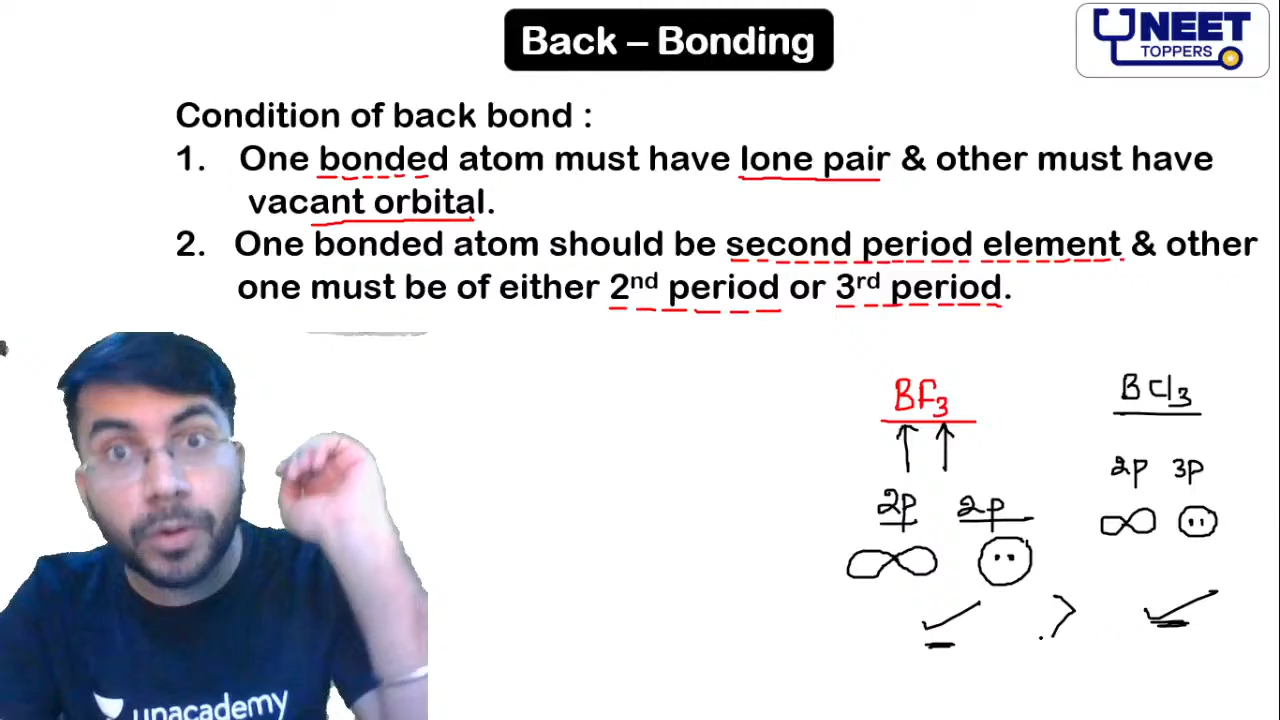 Back – Bonding
NEET
TOPPERS
Condition of back bond :
1. One bonded atom must have lone pair & other must have
vacant orbital.
2. One bonded atom should be second period element & other
one must be of either 2nd period or 3rd period.
BF3
BCl3
2p 2p
2p 3p
>
unacademy